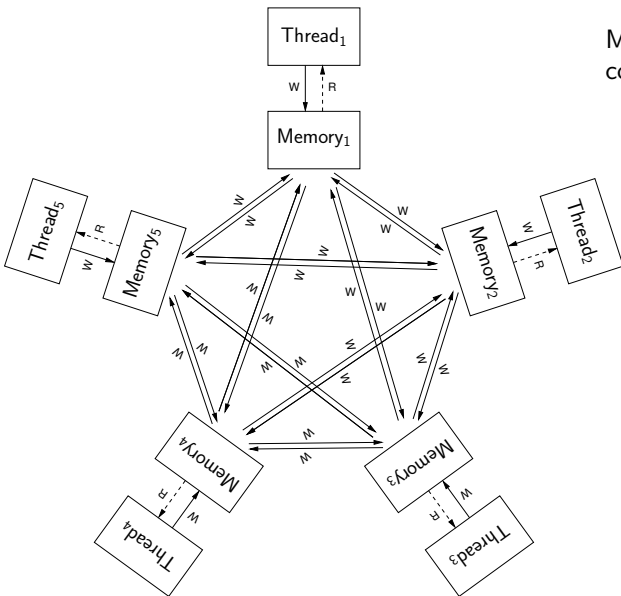 Thread₁
M
co
W R
Memory₁
W W
W W
Thread₅
R
W
Memory₅
W W
W W
Memory₂
W
R
Thread₂
W
W
W W
W W
W W
W W
W W
W W
W
W
Memory₄
R
W
Thread₄
Memory₃
W
R
Thread₃